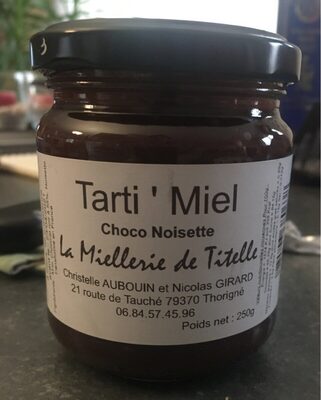 Tarti ' Miel
Choco Noisette
La Miellerie de Titelle
Christelle AUBOUIN et Nicolas GIRARD
21 route de Tauché 79370 Thorigné
06.84.57.45.96
Poids net : 250g